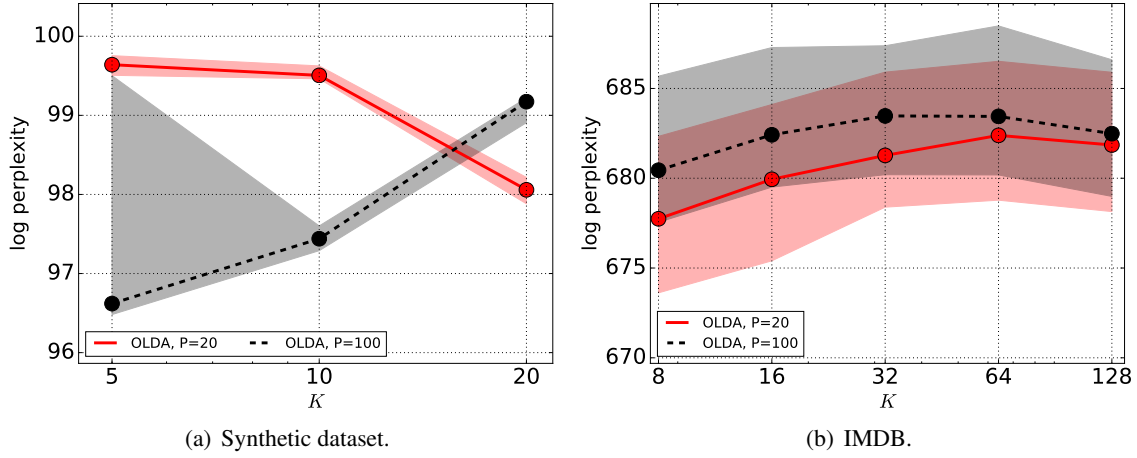 100
99
98
97
96
log perplexity
OLDA, P=20
OLDA, P=100
5
10
20
K
(a) Synthetic dataset.
685
680
675
670
log perplexity
OLDA, P=20
OLDA, P=100
8
16
32
64
128
K
(b) IMDB.